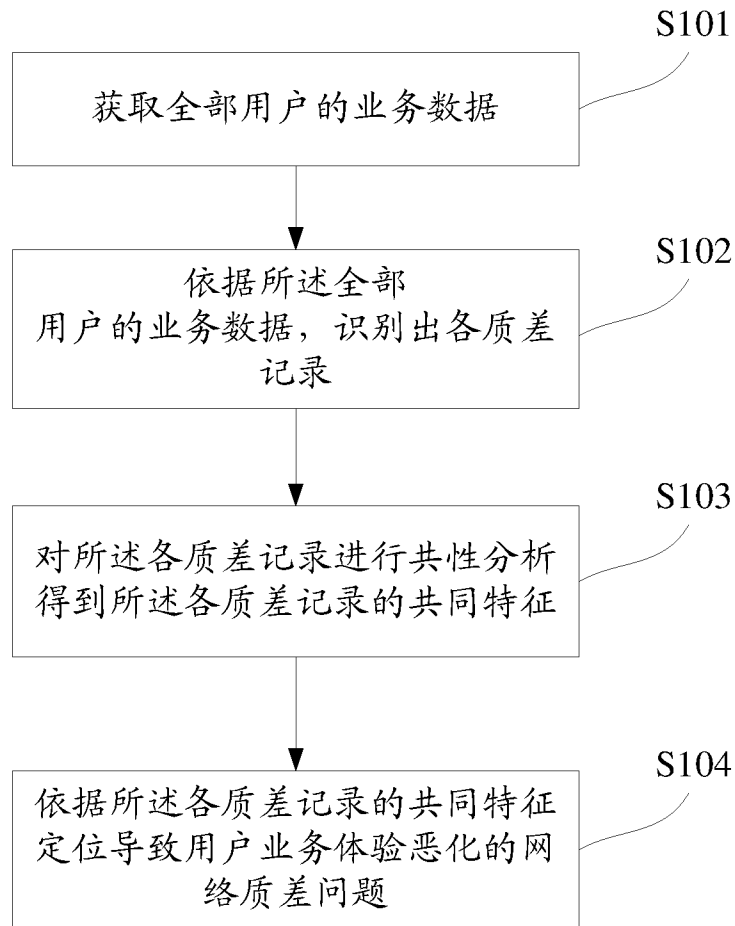 S101
获取全部用户的业务数据
S102
依据所述全部
用户的业务数据，识别出各质差
记录
S103
对所述各质差记录进行共性分析
得到所述各质差记录的共同特征
S104
依据所述各质差记录的共同特征
定位导致用户业务体验恶化的网
络质差问题